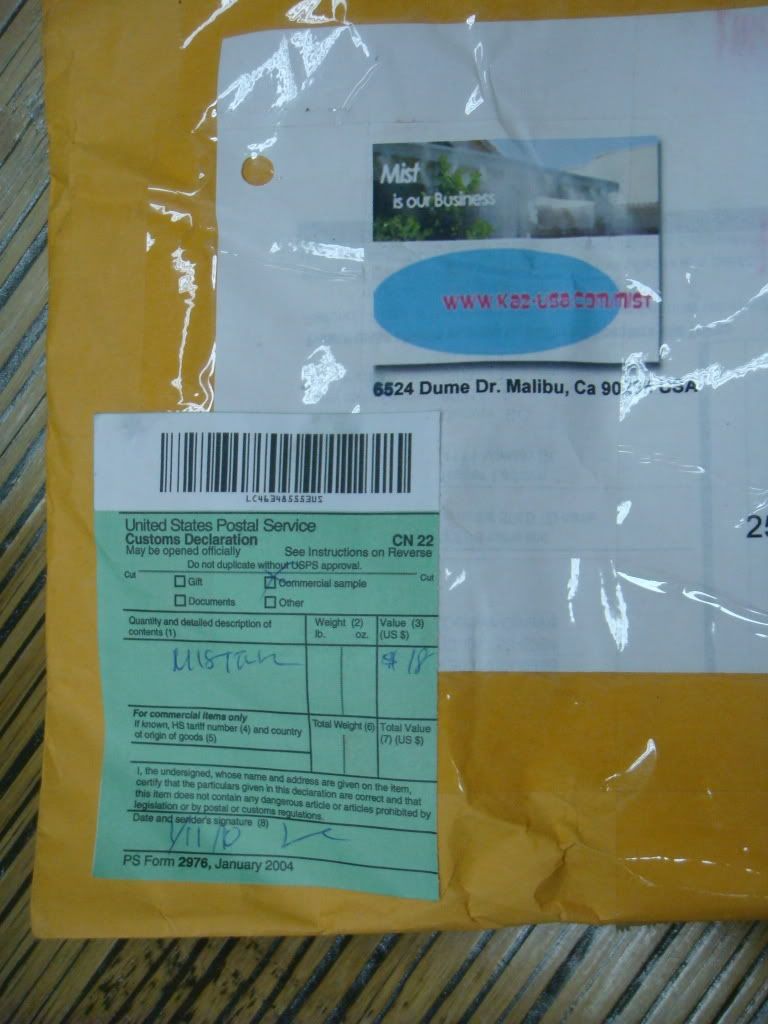 Mist
is our Business
www.kaz-usa.com/mist
6524 Dume Dr. Malibu, Ca USA
LC463485553US
United States Postal Service
Customs Declaration CN 22
May be opened officially See Instructions on Reverse
Do not duplicate without USPS approval.
Cut Gift Commercial sample Cut
Documents Other
Quantity and detailed description of Weight (2) Value (3)
contents (1) lb. oz. (US $)
$ 18
For commercial items only
If known, HS tariff number (4) and country Total Weight (6) Total Value
of origin of goods (5) (7) (US $)
I, the undersigned, whose name and address are given on the item,
certify that the particulars given in this declaration are correct and that
this item does not contain any dangerous article or articles prohibited by
legislation or by postal or customs regulations.
Date and sender's signature (8)
1/11/10
PS Form 2976, January 2004
25